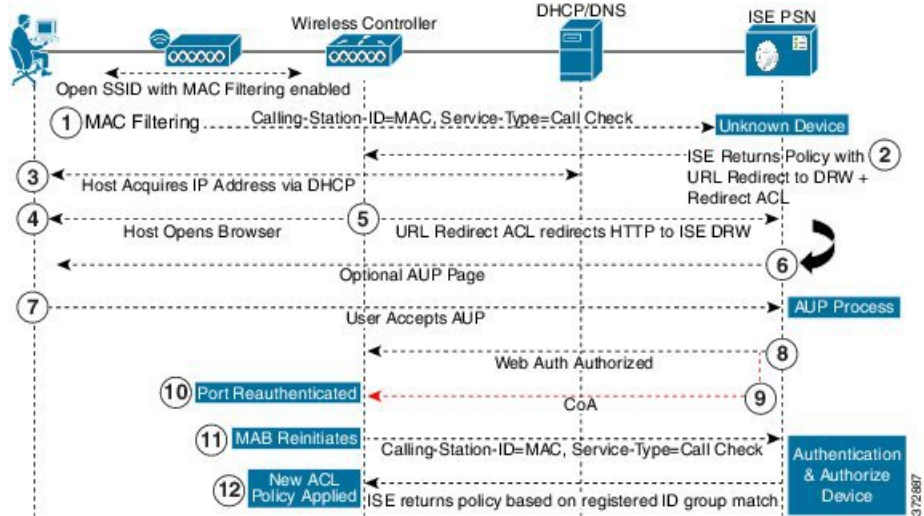 Wireless Controller
DHCP/DNS
ISE PSN
Open SSID with MAC Filtering enabled
1 MAC Filtering
Calling-Station-ID=MAC, Service-Type=Call Check
Unknown Device
ISE Returns Policy with
URL Redirect to DRW +
Redirect ACL
2
3
Host Acquires IP Address via DHCP
4
Host Opens Browser
5
URL Redirect ACL redirects HTTP to ISE DRW
Optional AUP Page
6
7
User Accepts AUP
AUP Process
Web Auth Authorized
8
10 Port Reauthenticated
CoA
9
11 MAB Reinitiates
Calling-Station-ID=MAC, Service-Type=Call Check
12 New ACL
Policy Applied
ISE returns policy based on registered ID group match
Authentication
& Authorize
Device
372887